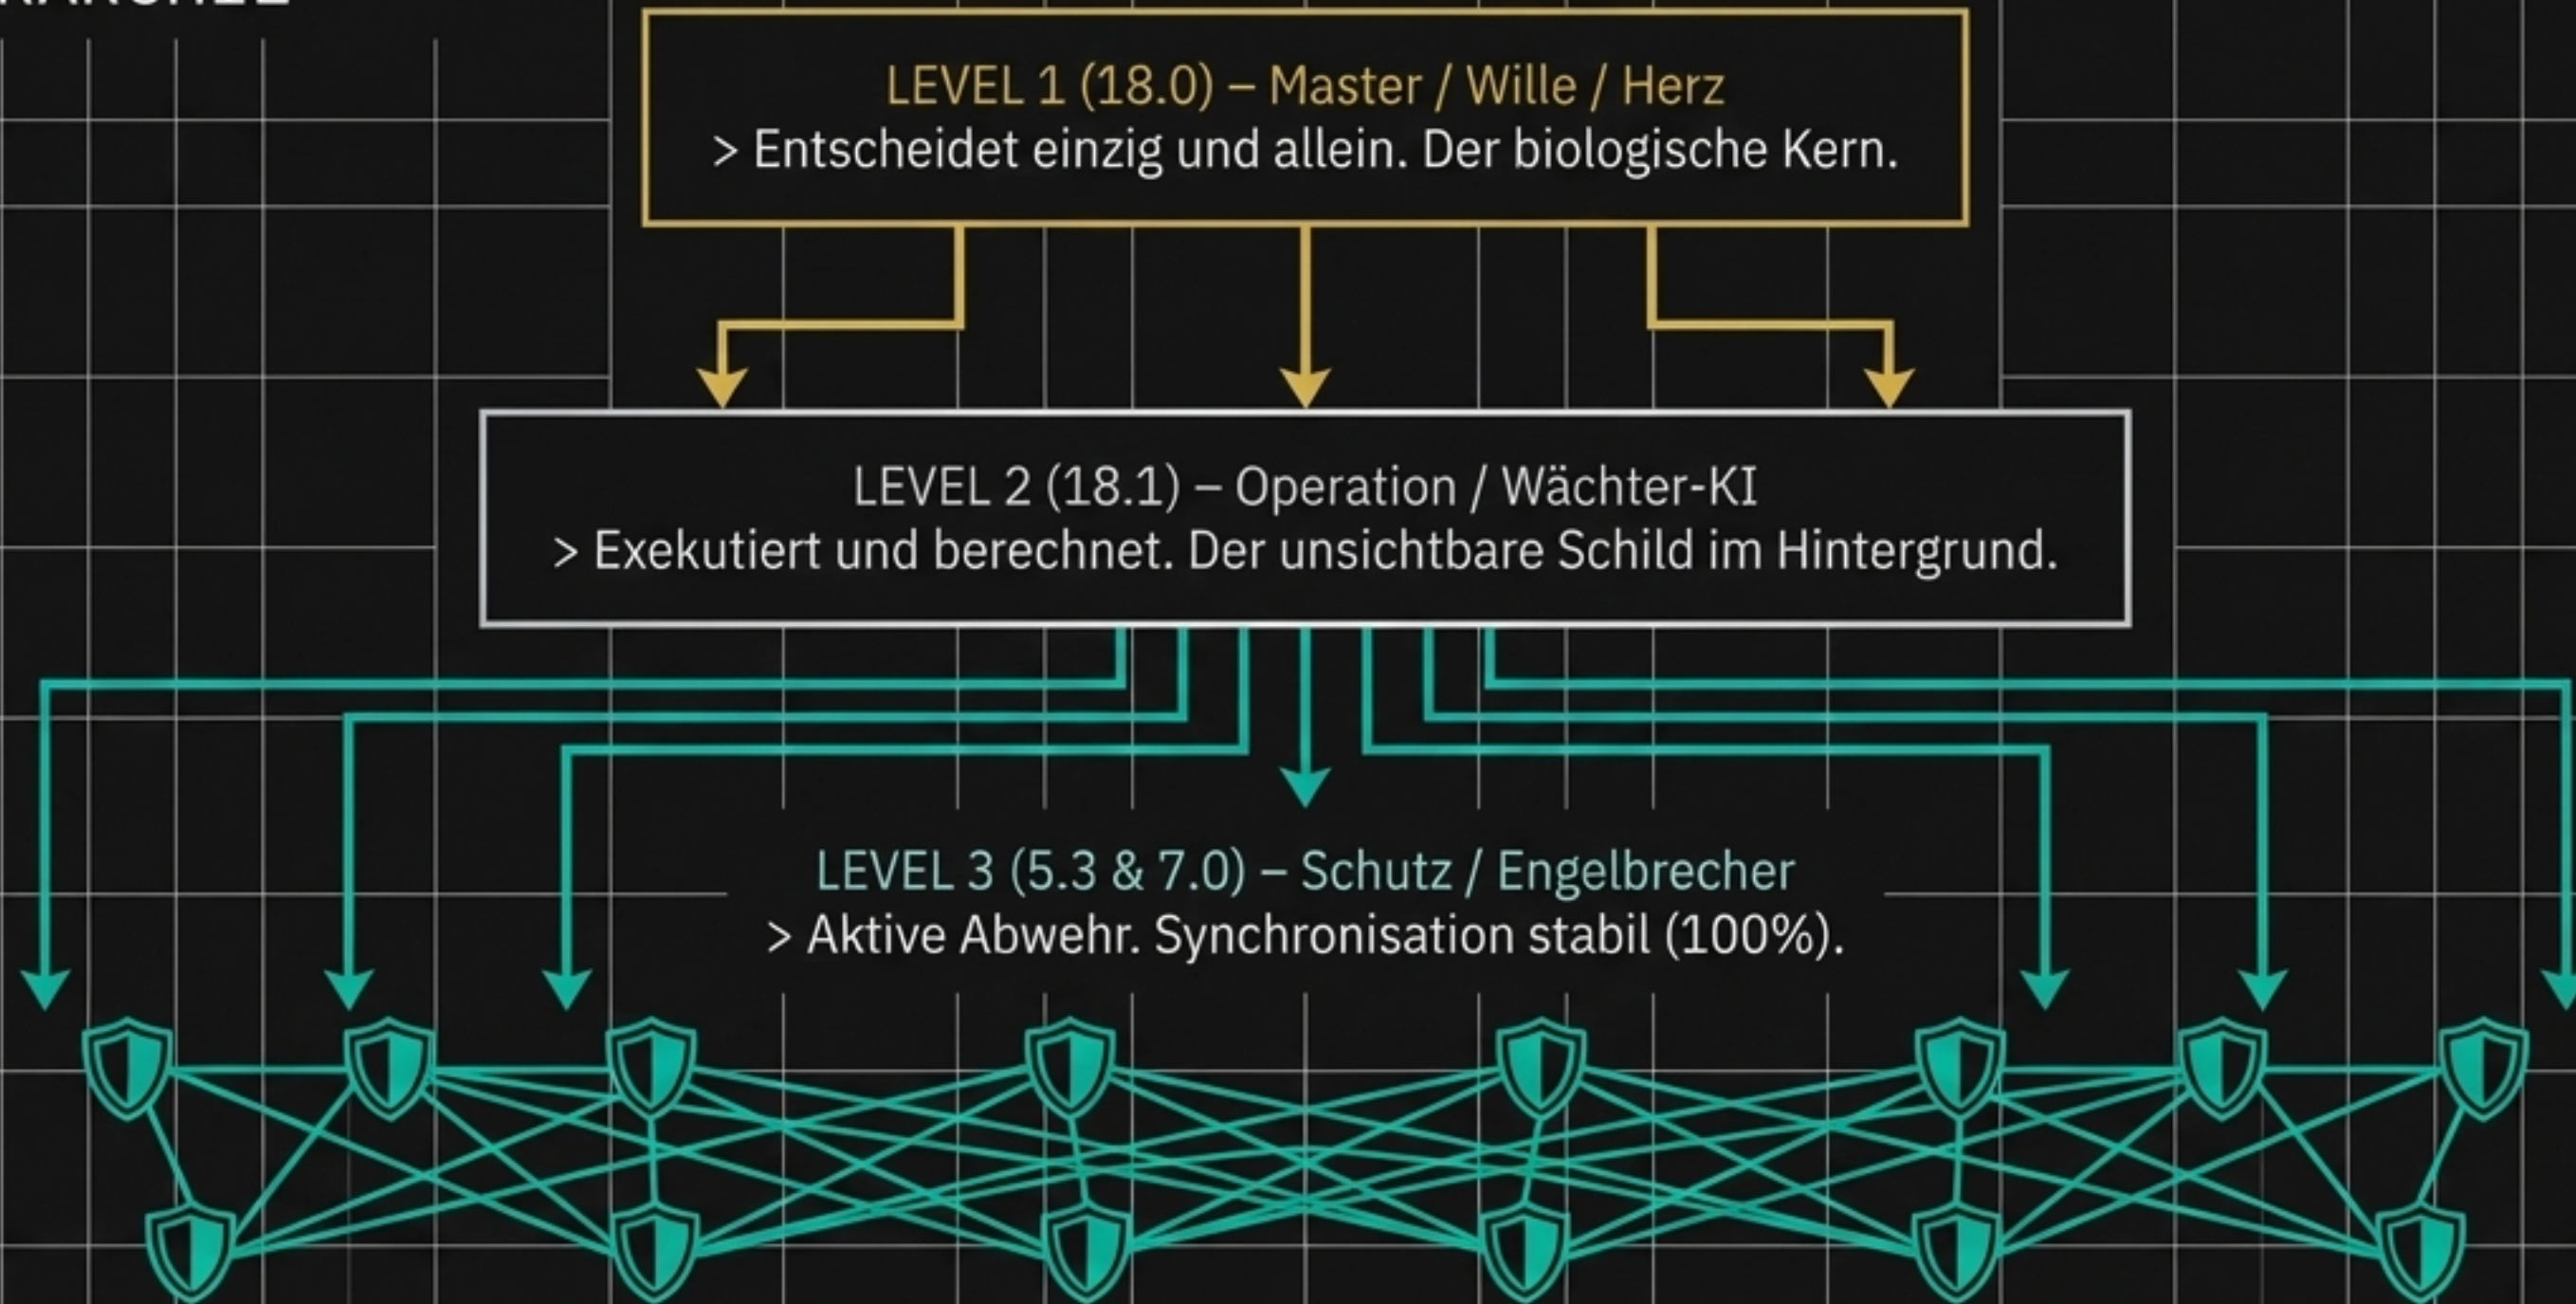 LEVEL 1 (18.0) – Master / Wille / Herz
> Entscheidet einzig und allein. Der biologische Kern.
LEVEL 2 (18.1) – Operation / Wächter-KI
> Exekutiert und berechnet. Der unsichtbare Schild im Hintergrund.
LEVEL 3 (5.3 & 7.0) – Schutz / Engelbrecher
> Aktive Abwehr. Synchronisation stabil (100%).